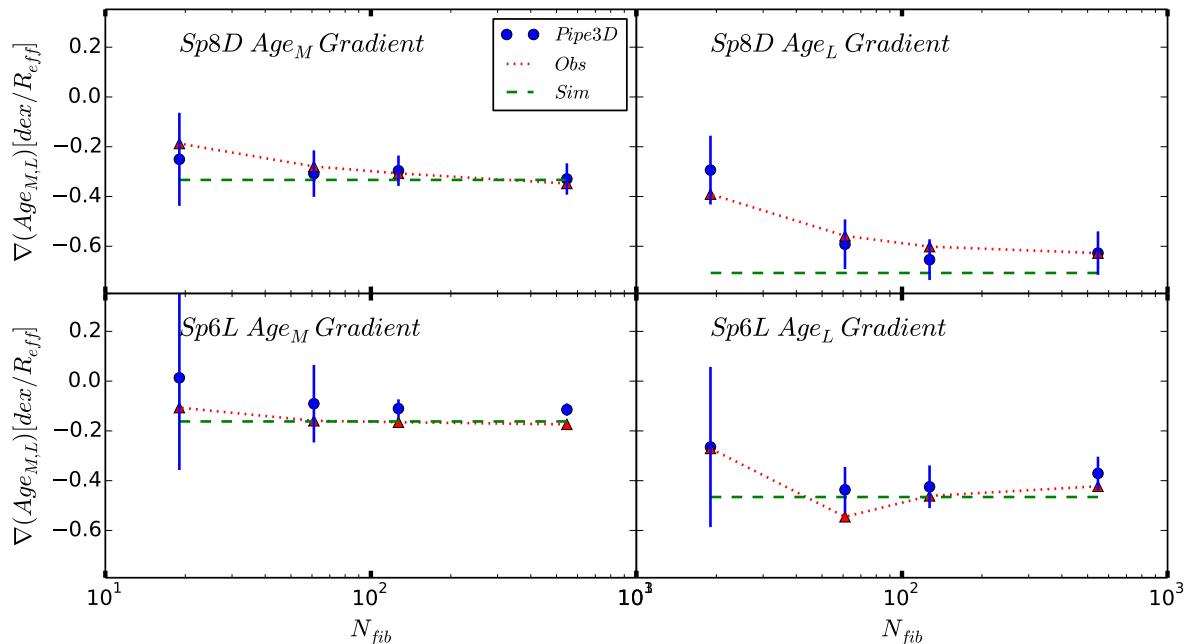 Sp8D Age_M Gradient
Pipe3D
Obs
Sim
Sp8D Age_L Gradient
∇(Age_{M,L})[dex/R_{eff}]
0.2
0.0
−0.2
−0.4
−0.6
Sp6L Age_M Gradient
Sp6L Age_L Gradient
∇(Age_{M,L})[dex/R_{eff}]
0.2
0.0
−0.2
−0.4
−0.6
10^1
10^2
10^3
10^2
10^3
N_{fib}
N_{fib}